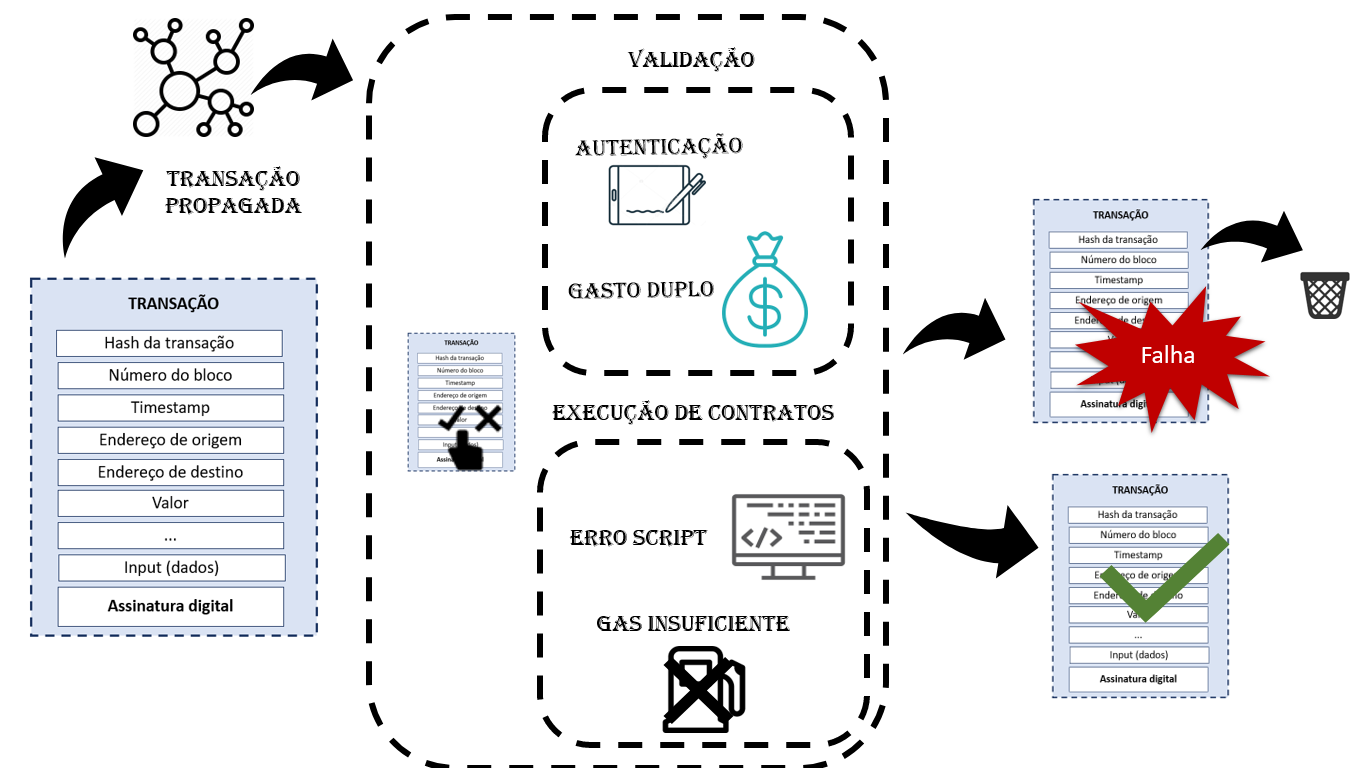 TRANSAÇÃO
PROPAGADA
TRANSAÇÃO
Hash da transação
Número do bloco
Timestamp
Endereço de origem
Endereço de destino
Valor
...
Input (dados)
Assinatura digital
VALIDAÇÃO
AUTENTICAÇÃO
GASTO DUPLO
TRANSAÇÃO
Hash da transação
Número do bloco
Timestamp
Endereço de origem
Endereço de destino
EXECUÇÃO DE CONTRATOS
ERRO SCRIPT
GAS INSUFICIENTE
TRANSAÇÃO
Hash da transação
Número do bloco
Timestamp
Endereço de origem
Falha
Assinatura digital
TRANSAÇÃO
Hash da transação
Número do bloco
Timestamp
...
Input (dados)
Assinatura digital